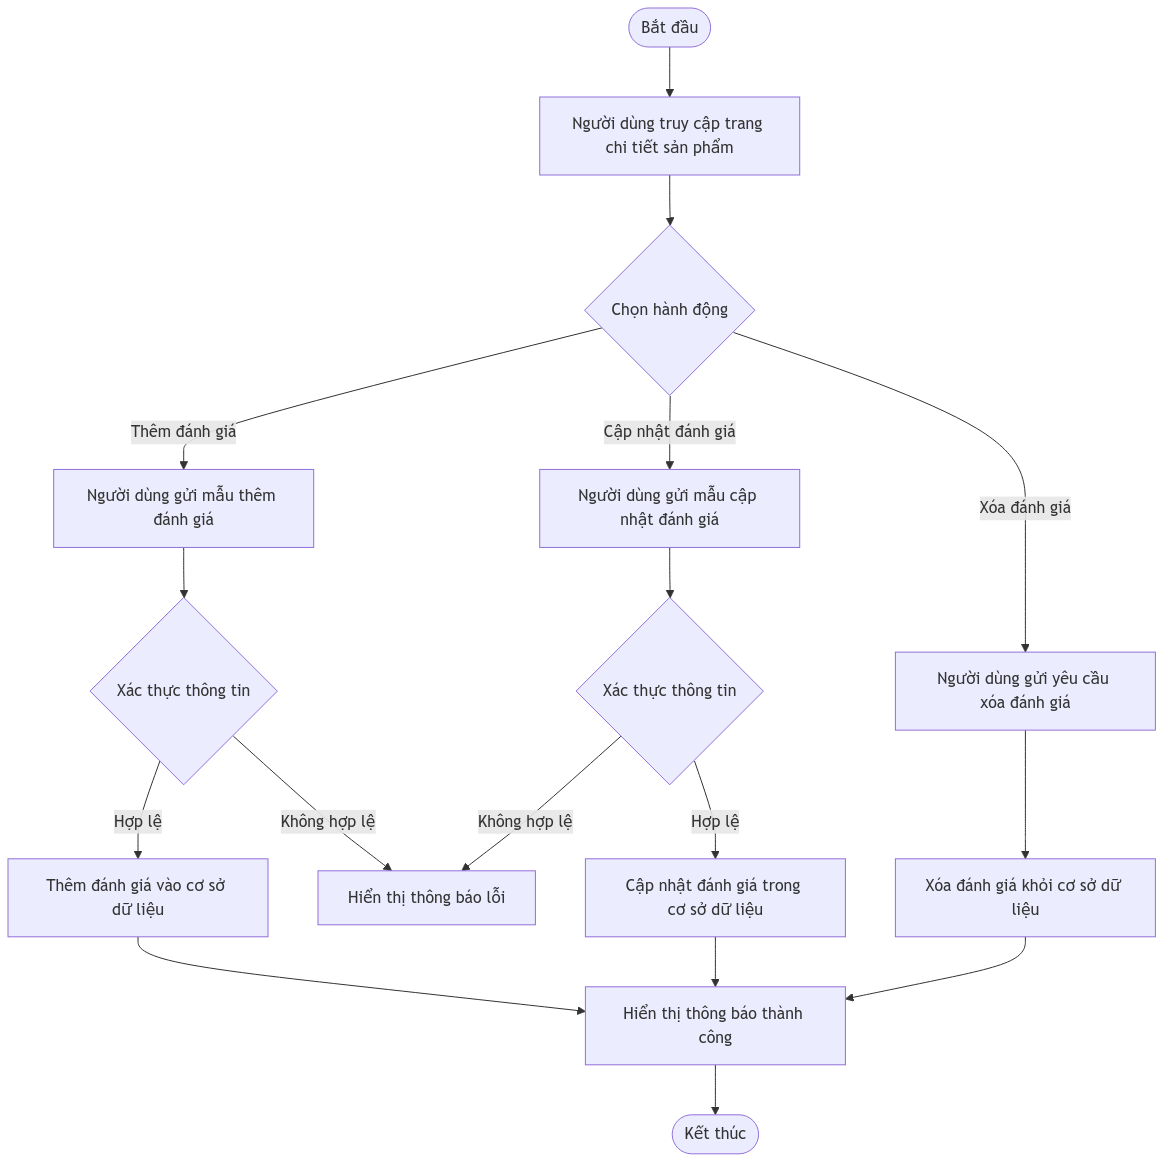 Bắt đầu
Người dùng truy cập trang
chi tiết sản phẩm
Chọn hành động
Thêm đánh giá
Cập nhật đánh giá
Xóa đánh giá
Người dùng gửi mẫu thêm
đánh giá
Người dùng gửi mẫu cập
nhật đánh giá
Xác thực thông tin
Xác thực thông tin
Người dùng gửi yêu cầu
xóa đánh giá
Hợp lệ
Không hợp lệ
Không hợp lệ
Hợp lệ
Thêm đánh giá vào cơ sở
dữ liệu
Hiển thị thông báo lỗi
Cập nhật đánh giá trong
cơ sở dữ liệu
Xóa đánh giá khỏi cơ sở dữ
liệu
Hiển thị thông báo thành
công
Kết thúc